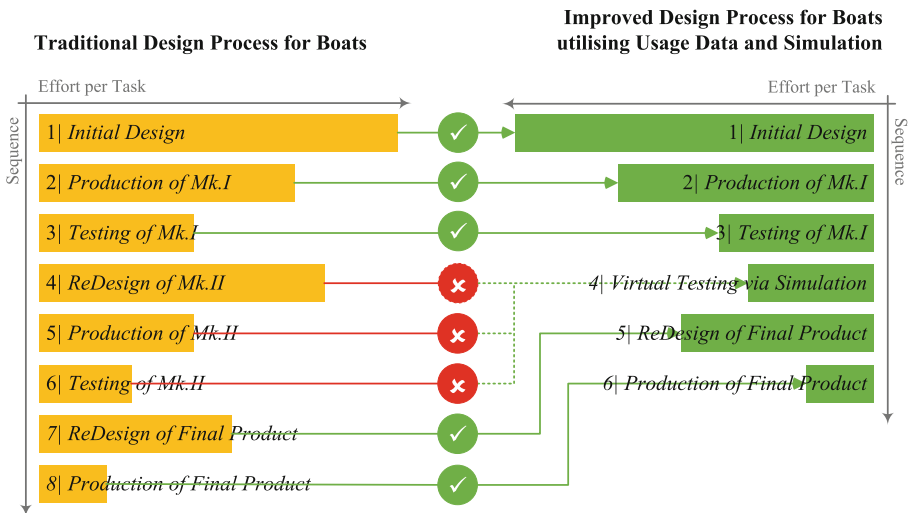 Traditional Design Process for Boats
Improved Design Process for Boats
utilising Usage Data and Simulation
Effort per Task
Effort per Task
Sequence
Sequence
1| Initial Design
1| Initial Design
2| Production of Mk.I
2| Production of Mk.I
3| Testing of Mk.I
3| Testing of Mk.I
4| ReDesign of Mk.II
4| Virtual Testing via Simulation
5| Production of Mk.II
5| ReDesign of Final Product
6| Testing of Mk.II
6| Production of Final Product
7| ReDesign of Final Product
8| Production of Final Product